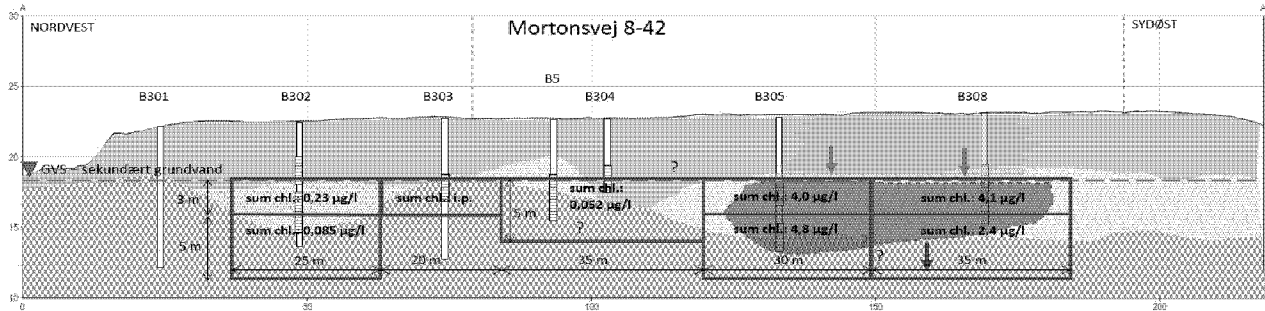 A A
30
NORDVEST Mortonsvej 8-42 SYDØST
B5
25
B301 B302 B303 B304 B305 B308
20
GVS - sekundært grundvand ?
3 m sum chl.: 0,23 µg/l sum chl.: i.p. sum chl.: 0,052 µg/l sum chl.: 4,0 µg/l sum chl.: 4,1 µg/l
5 m
15
5 m sum chl.: 0,085 µg/l ? sum chl.: 4,8 µg/l sum chl.: 2,4 µg/l
?
25 m 20 m 35 m 30 m 35 m
10
0 50 100 150 200